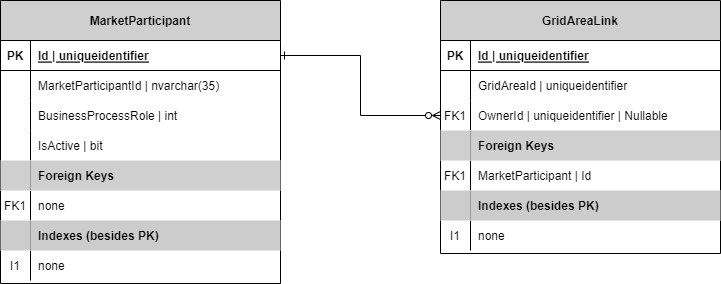 MarketParticipant
PK Id | uniqueidentifier
MarketParticipantId | nvarchar(35)
BusinessProcessRole | int
IsActive | bit
Foreign Keys
FK1 none
Indexes (besides PK)
I1 none
GridAreaLink
PK Id | uniqueidentifier
GridAreaId | uniqueidentifier
FK1 OwnerId | uniqueidentifier | Nullable
Foreign Keys
FK1 MarketParticipant | Id
Indexes (besides PK)
I1 none